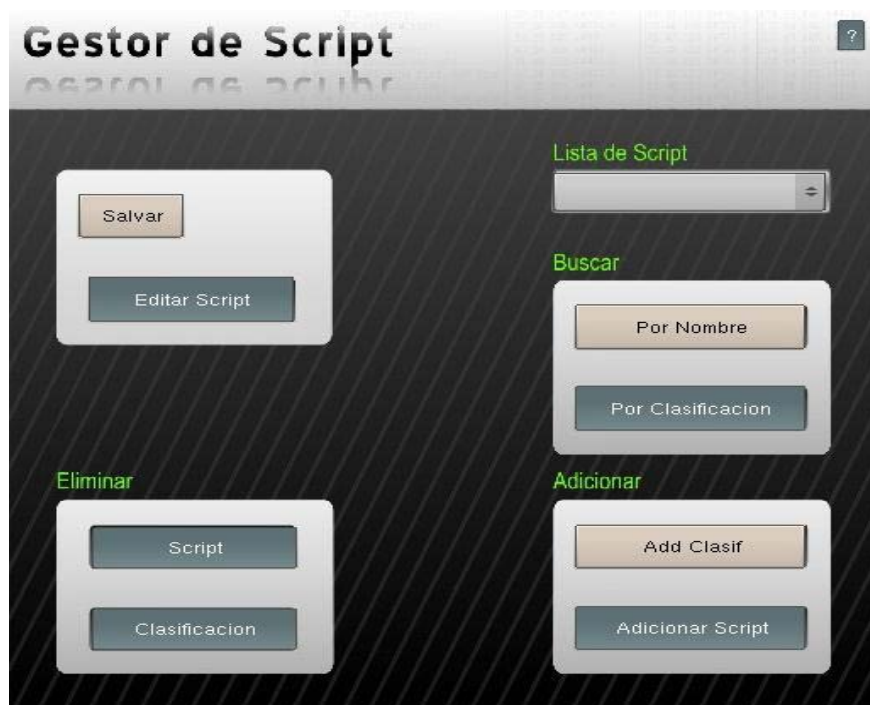 Gestor de Script
?
Lista de Script
Salvar
Editar Script
Buscar
Por Nombre
Por Clasificacion
Eliminar
Script
Clasificacion
Adicionar
Add Clasif
Adicionar Script